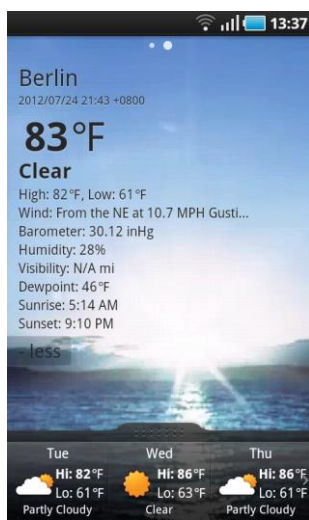 13:37
Berlin
2012/07/24 21:43 +0800
83°F
Clear
High: 82°F, Low: 61°F
Wind: From the NE at 10.7 MPH Gusti...
Barometer: 30.12 inHg
Humidity: 28%
Visibility: N/A mi
Dewpoint: 46°F
Sunrise: 5:14 AM
Sunset: 9:10 PM
- less
Tue Wed Thu
Hi: 82°F Hi: 86°F Hi: 86°F
Lo: 61°F Lo: 63°F Lo: 61°F
Partly Cloudy Clear Partly Cloudy